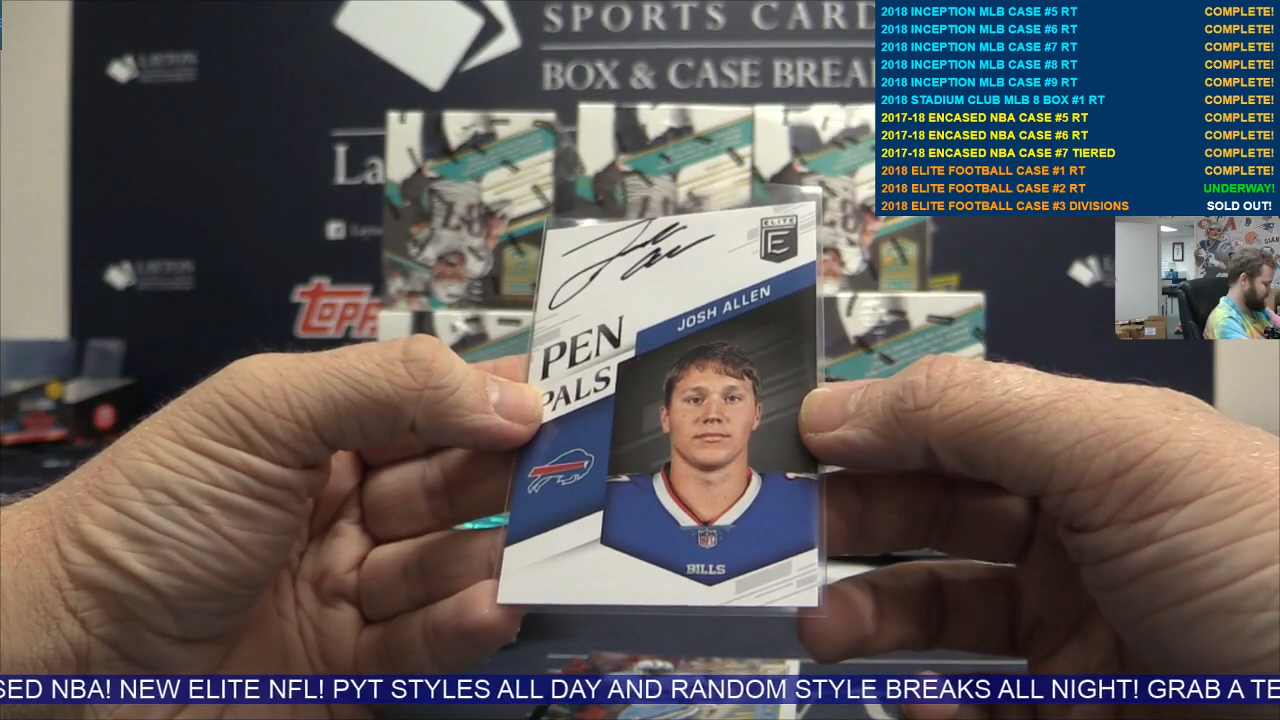 SPORTS CARD
BOX & CASE BREA
LAYTON
La
LAYTON
TOPP
2018 INCEPTION MLB CASE #5 RT COMPLETE!
2018 INCEPTION MLB CASE #6 RT COMPLETE!
2018 INCEPTION MLB CASE #7 RT COMPLETE!
2018 INCEPTION MLB CASE #8 RT COMPLETE!
2018 INCEPTION MLB CASE #9 RT COMPLETE!
2018 STADIUM CLUB MLB 8 BOX #1 RT COMPLETE!
2017-18 ENCASED NBA CASE #5 RT COMPLETE!
2017-18 ENCASED NBA CASE #6 RT COMPLETE!
2017-18 ENCASED NBA CASE #7 TIERED COMPLETE!
2018 ELITE FOOTBALL CASE #1 RT COMPLETE!
2018 ELITE FOOTBALL CASE #2 RT UNDERWAY!
2018 ELITE FOOTBALL CASE #3 DIVISIONS SOLD OUT!
ELITE
E
JOSH ALLEN
PEN
PALS
NFL
BILLS
SED NBA! NEW ELITE NFL! PYT STYLES ALL DAY AND RANDOM STYLE BREAKS ALL NIGHT! GRAB A TE